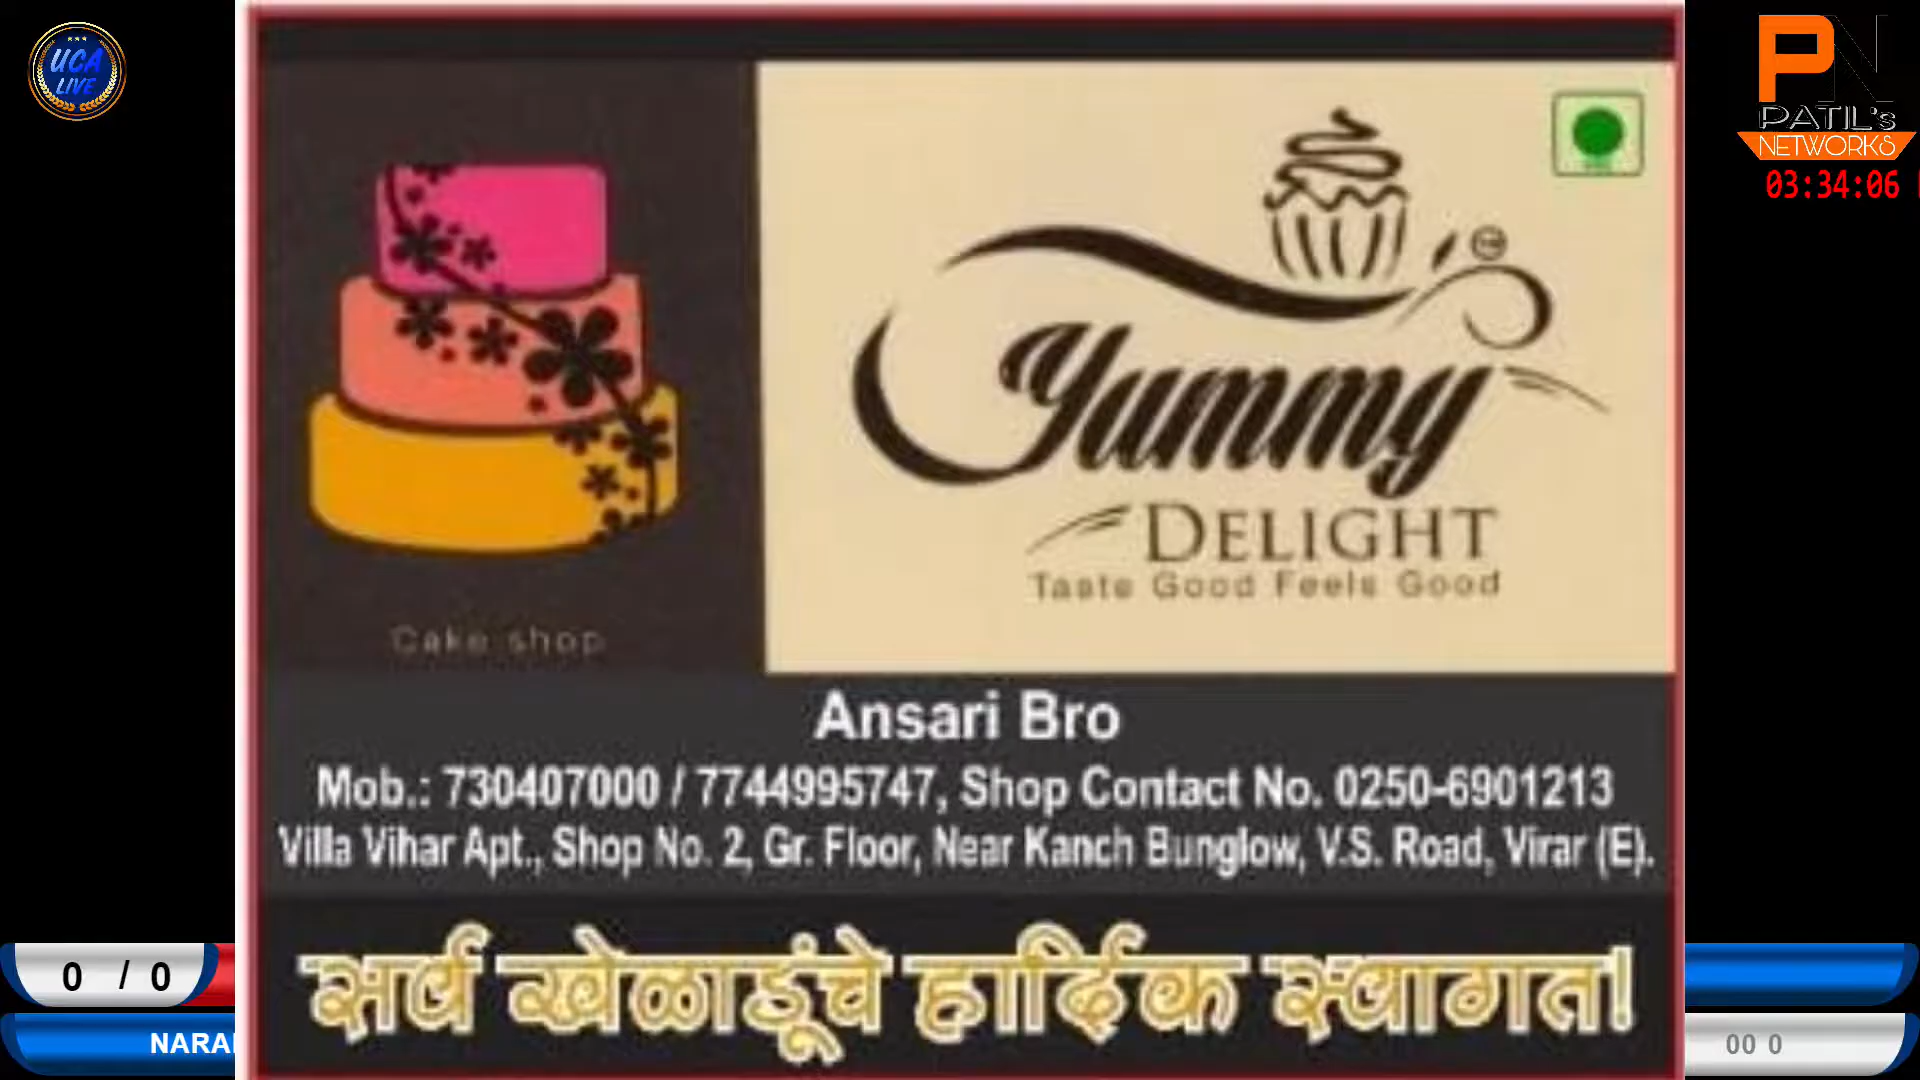 UCA
LIVE
PN
PATIL's
NETWORKS
03:34:06
Yummy
DELIGHT
Taste Good Feels Good
Cake shop
Ansari Bro
Mob.: 730407000 / 7744995747, Shop Contact No. 0250-6901213
Villa Vihar Apt., Shop No. 2, Gr. Floor, Near Kanch Bunglow, V.S. Road, Virar (E).
सर्व खेळाडूंचे हार्दिक स्वागत!
0 / 0
00 0